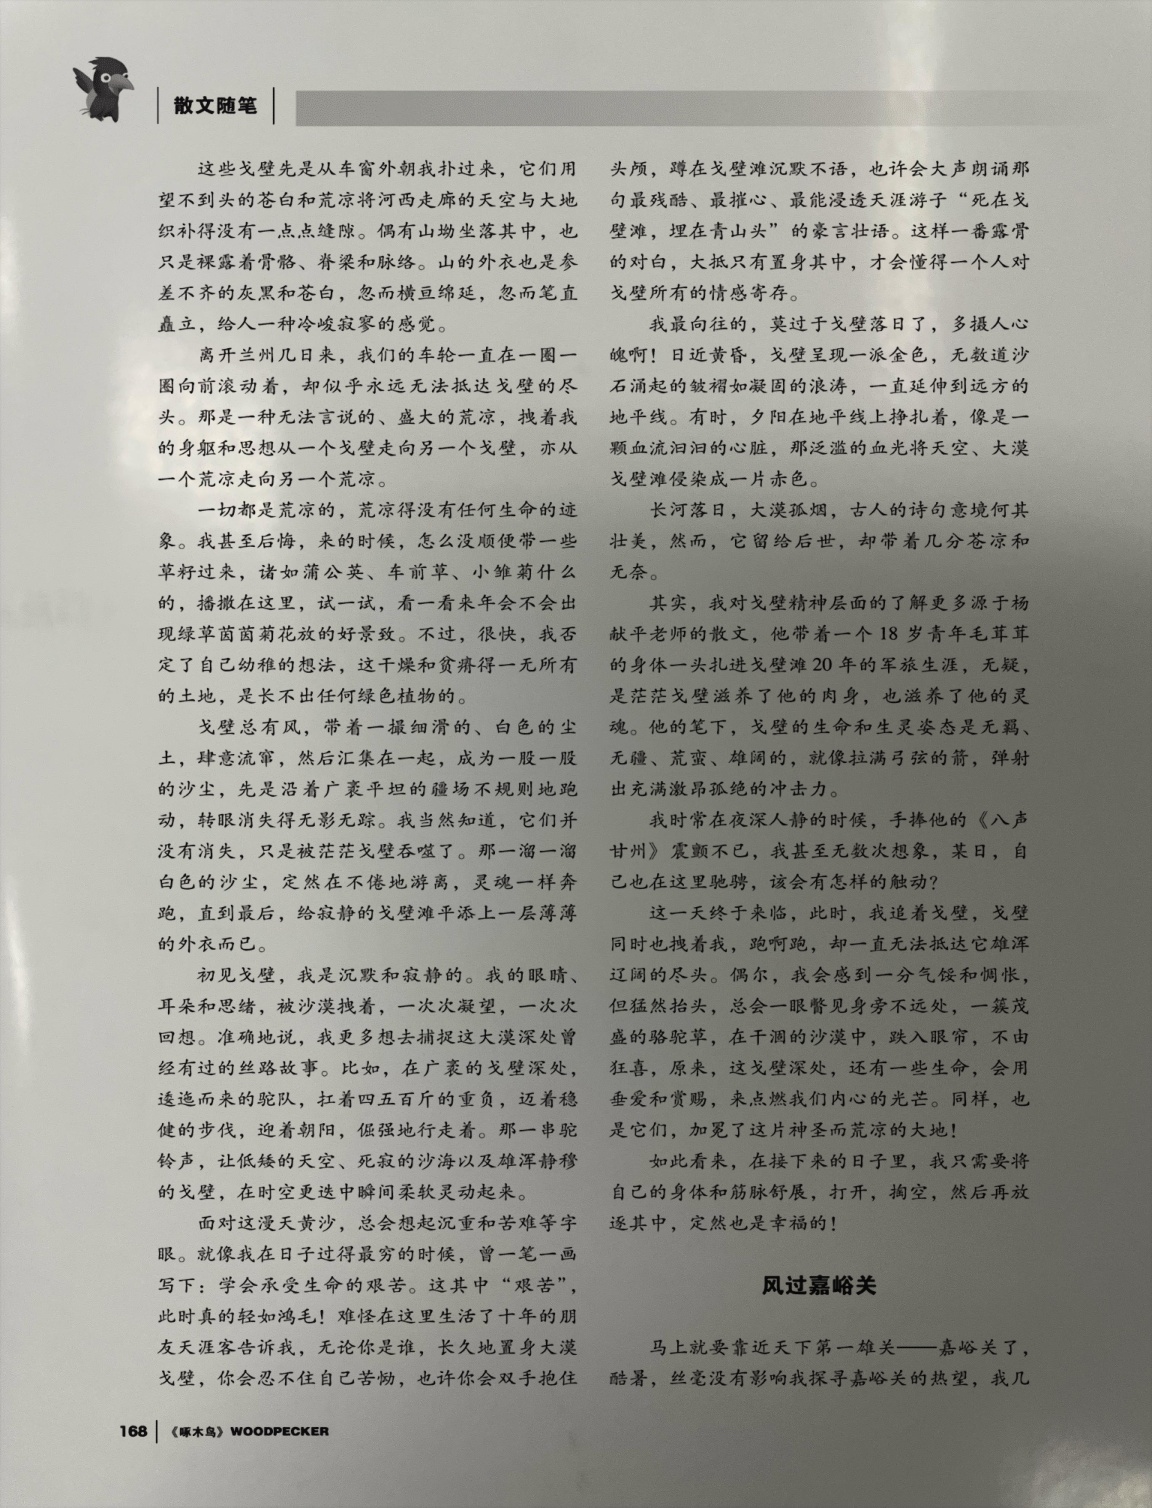 散文随笔
这些戈壁先是从车窗外朝我扑过来，它们用
望不到头的苍白和荒凉将河西走廊的天空与大地
织补得没有一点点缝隙。偶有山坳坐落其中，也
只是裸露着骨骼、脊梁和脉络。山的外衣也是参
差不齐的灰黑和苍白，忽而横亘绵延，忽而笔直
矗立，给人一种冷峻寂寥的感觉。
离开兰州几日来，我们的车轮一直在一圈一
圈向前滚动着，却似乎永远无法抵达戈壁的尽
头。那是一种无法言说的、盛大的荒凉，拽着我
的身躯和思想从一个戈壁走向另一个戈壁，亦从
一个荒凉走向另一个荒凉。
一切都是荒凉的，荒凉得没有任何生命的迹
象。我甚至后悔，来的时候，怎么没顺便带一些
草籽过来，诸如蒲公英、车前草、小雏菊什么
的，播撒在这里，试一试，看一看来年会不会出
现绿草茵茵菊花放的好景致。不过，很快，我否
定了自己幼稚的想法，这干燥和贫瘠得一无所有
的土地，是长不出任何绿色植物的。
戈壁总有风，带着一撮细滑的、白色的尘
土，肆意流窜，然后汇集在一起，成为一股一股
的沙尘，先是沿着广袤平坦的疆场不规则地跑
动，转眼消失得无影无踪。我当然知道，它们并
没有消失，只是被茫茫戈壁吞噬了。那一溜一溜
白色的沙尘，定然在不倦地游离，灵魂一样奔
跑，直到最后，给寂静的戈壁滩平添上一层薄薄
的外衣而已。
初见戈壁，我是沉默和寂静的。我的眼睛、
耳朵和思绪，被沙漠拽着，一次次凝望，一次次
回想。准确地说，我更多想去捕捉这大漠深处曾
经有过的丝路故事。比如，在广袤的戈壁深处，
逶迤而来的驼队，扛着四五百斤的重负，迈着稳
健的步伐，迎着朝阳，倔强地行走着。那一串驼
铃声，让低矮的天空、死寂的沙海以及雄浑静穆
的戈壁，在时空更迭中瞬间柔软灵动起来。
面对这漫天黄沙，总会想起沉重和苦难等字
眼。就像我在日子过得最穷的时候，曾一笔一画
写下：学会承受生命的艰苦。这其中“艰苦”，
此时真的轻如鸿毛！难怪在这里生活了十年的朋
友天涯客告诉我，无论你是谁，长久地置身大漠
戈壁，你会忍不住自己苦恸，也许你会双手抱住
头颅，蹲在戈壁滩沉默不语，也许会大声朗诵那
句最残酷、最摧心、最能浸透天涯游子“死在戈
壁滩，埋在青山头”的豪言壮语。这样一番露骨
的对白，大抵只有置身其中，才会懂得一个人对
戈壁所有的情感寄存。
我最向往的，莫过于戈壁落日了，多摄人心
魄啊！日近黄昏，戈壁呈现一派金色，无数道沙
石涌起的皱褶如凝固的浪涛，一直延伸到远方的
地平线。有时，夕阳在地平线上挣扎着，像是一
颗血流汩汩的心脏，那泛滥的血光将天空、大漠
戈壁滩侵染成一片赤色。
长河落日，大漠孤烟，古人的诗句意境何其
壮美，然而，它留给后世，却带着几分苍凉和
无奈。
其实，我对戈壁精神层面的了解更多源于杨
献平老师的散文，他带着一个 18 岁青年毛茸茸
的身体一头扎进戈壁滩 20 年的军旅生涯，无疑，
是茫茫戈壁滋养了他的肉身，也滋养了他的灵
魂。他的笔下，戈壁的生命和生灵姿态是无羁、
无疆、荒蛮、雄阔的，就像拉满弓弦的箭，弹射
出充满激昂孤绝的冲击力。
我时常在夜深人静的时候，手捧他的《八声
甘州》震颤不已，我甚至无数次想象，某日，自
己也在这里驰骋，该会有怎样的触动？
这一天终于来临，此时，我追着戈壁，戈壁
同时也拽着我，跑啊跑，却一直无法抵达它雄浑
辽阔的尽头。偶尔，我会感到一分气馁和惆怅，
但猛然抬头，总会一眼瞥见身旁不远处，一簇茂
盛的骆驼草，在干涸的沙漠中，跌入眼帘，不由
狂喜，原来，这戈壁深处，还有一些生命，会用
垂爱和赏赐，来点燃我们内心的光芒。同样，也
是它们，加冕了这片神圣而荒凉的大地！
如此看来，在接下来的日子里，我只需要将
自己的身体和筋脉舒展，打开，掏空，然后再放
逐其中，定然也是幸福的！
风过嘉峪关
马上就要靠近天下第一雄关——嘉峪关了，
酷暑，丝毫没有影响我探寻嘉峪关的热望，我几
168 《啄木鸟》WOODPECKER